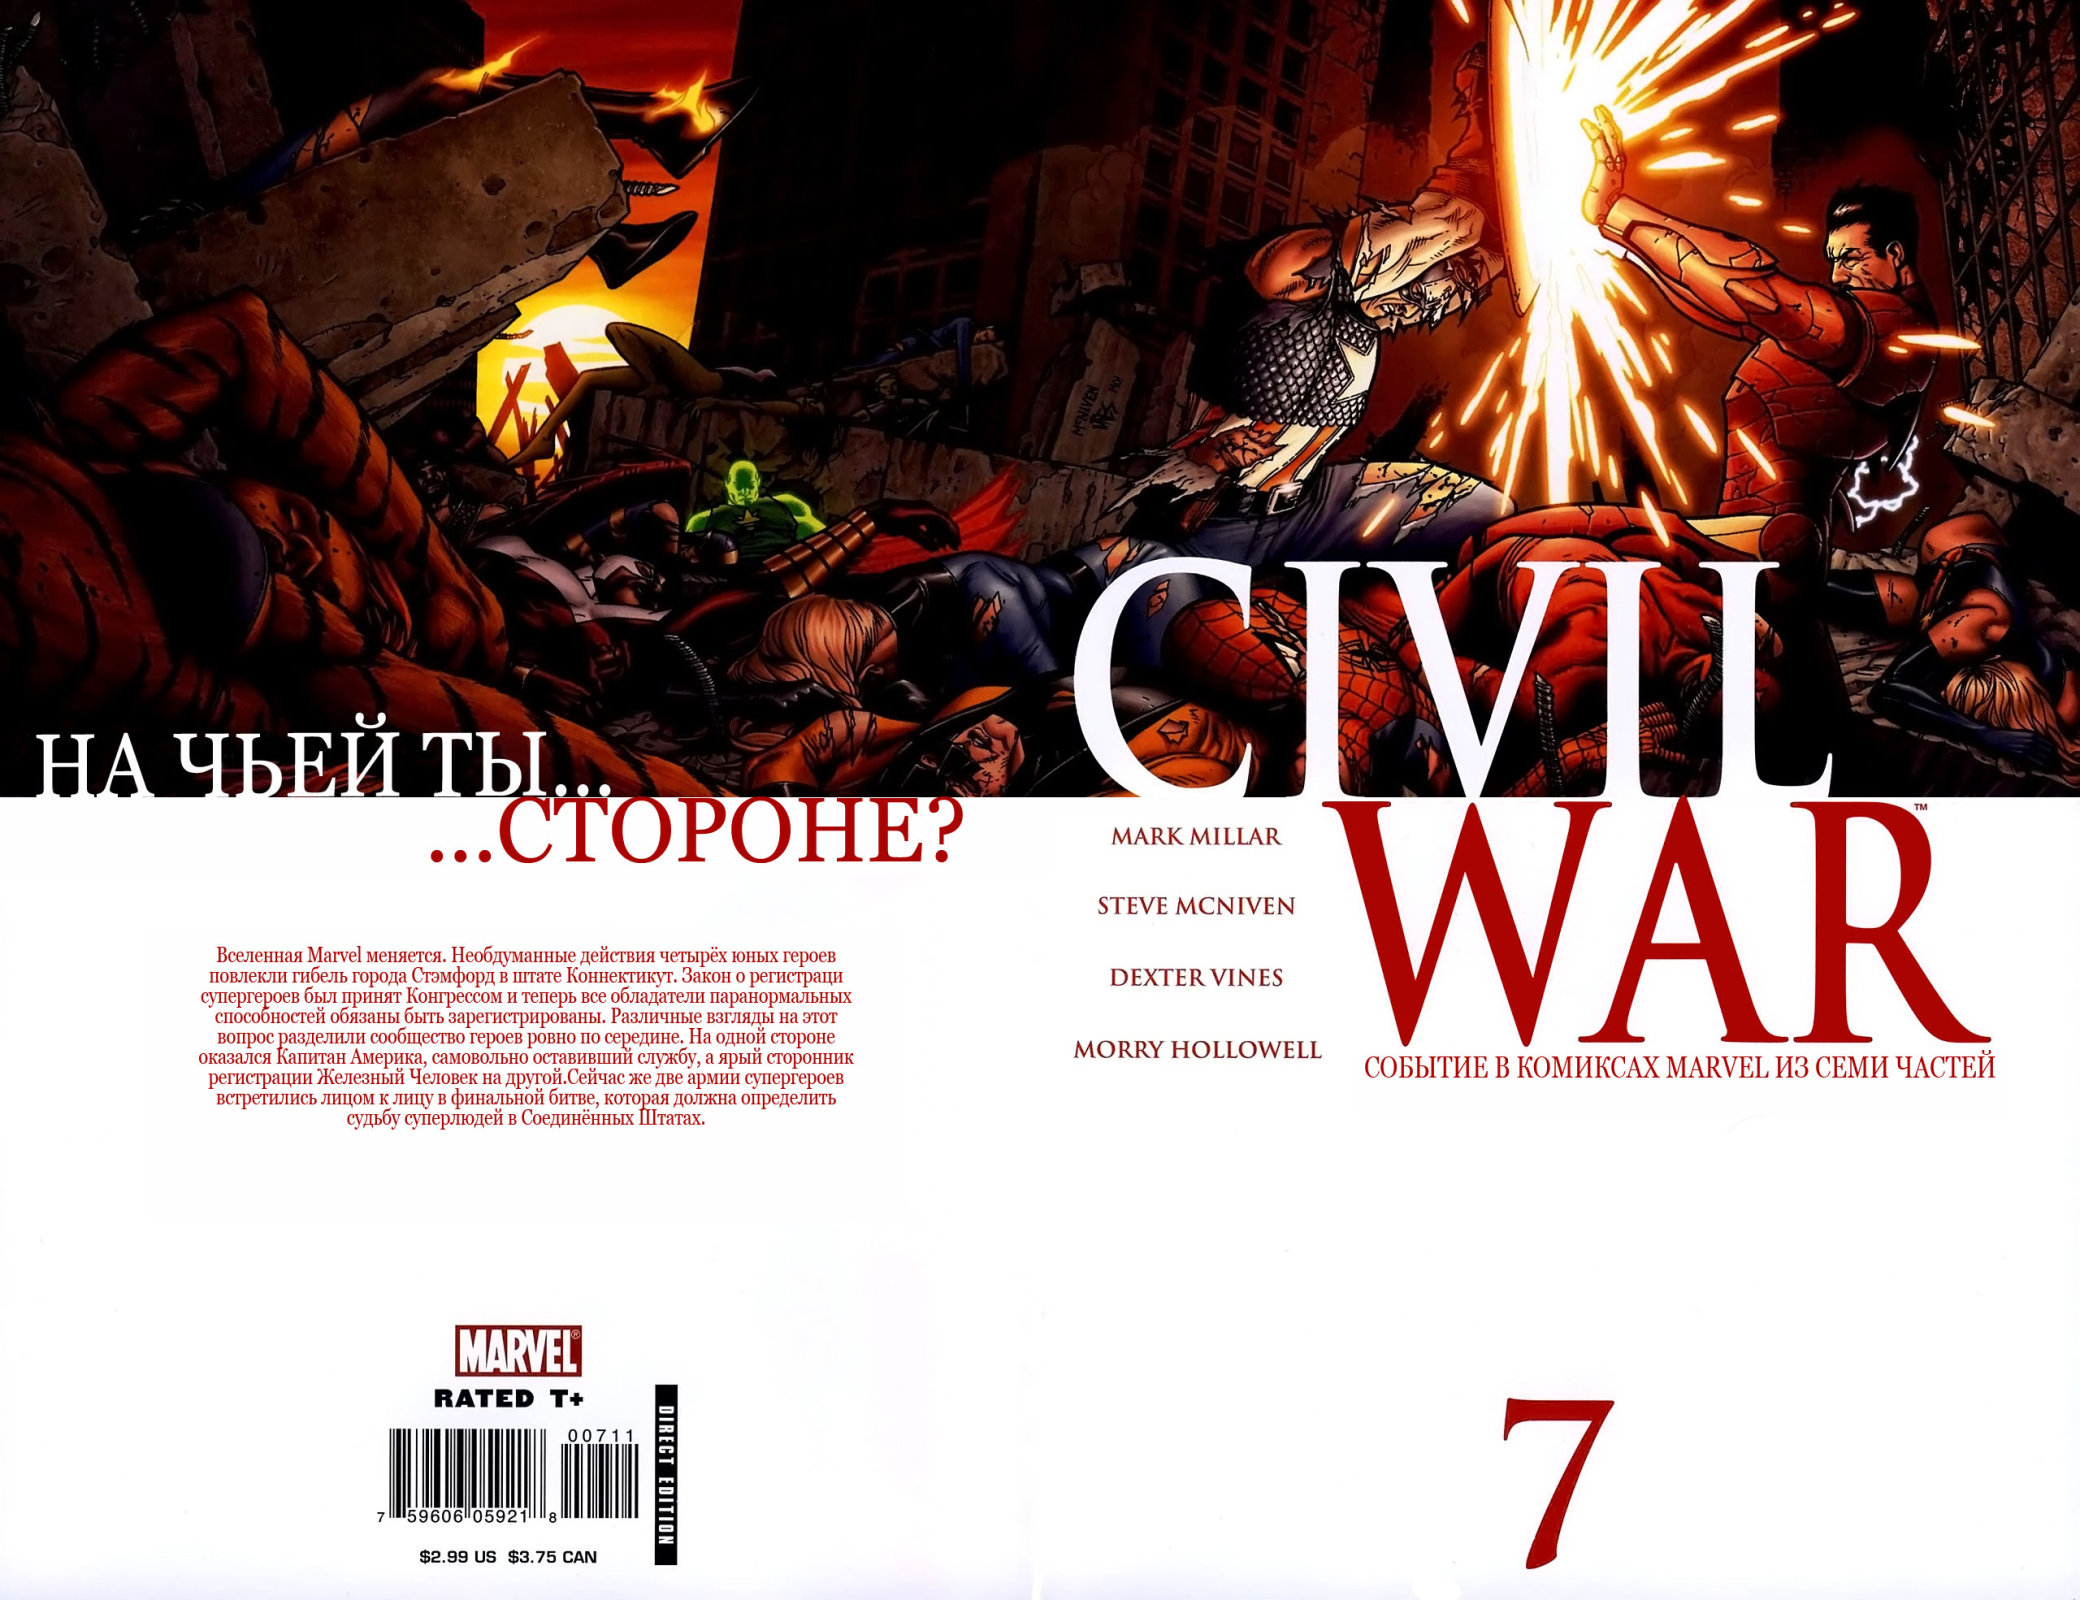 НА ЧЬЕЙ ТЫ...
...СТОРОНЕ?
Вселенная Marvel меняется. Необдуманные действия четырёх юных героев
повлекли гибель города Стэмфорд в штате Коннектикут. Закон о регистраци
супергероев был принят Конгрессом и теперь все обладатели паранормальных
способностей обязаны быть зарегистрированы. Различные взгляды на этот
вопрос разделили сообщество героев ровно по середине. На одной стороне
оказался Капитан Америка, самовольно оставивший службу, а ярый сторонник
регистрации Железный Человек на другой.Сейчас же две армии супергероев
встретились лицом к лицу в финальной битве, которая должна определить
судьбу суперлюдей в Соединённых Штатах.
MARVEL®
RATED T+
00711
7 59606 05921 8
DIRECT EDITION
$2.99 US $3.75 CAN
MCNIVEN
CIVIL
WAR™
MARK MILLAR
STEVE MCNIVEN
DEXTER VINES
MORRY HOLLOWELL
СОБЫТИЕ В КОМИКСАХ MARVEL ИЗ СЕМИ ЧАСТЕЙ
7